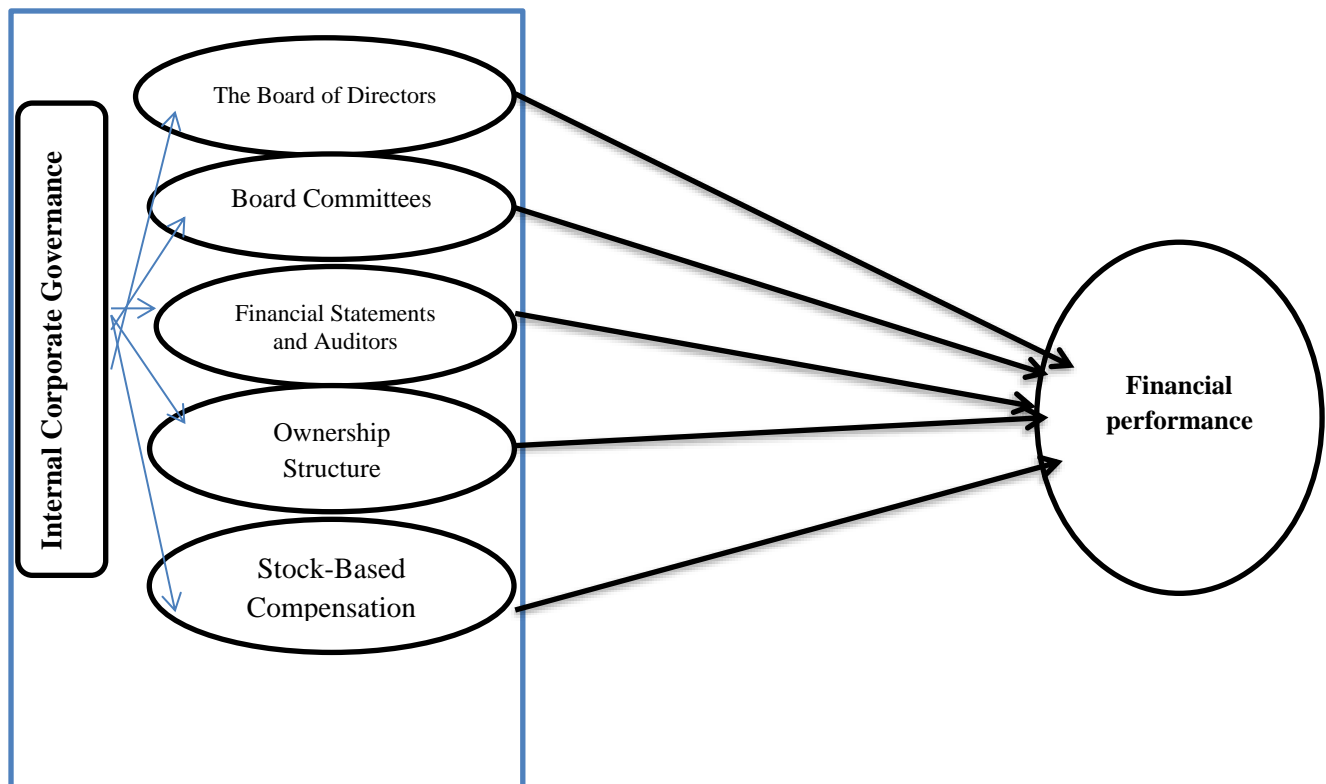 Internal Corporate Governance
The Board of Directors
Board Committees
Financial Statements
and Auditors
Ownership
Structure
Stock-Based
Compensation
Financial
performance